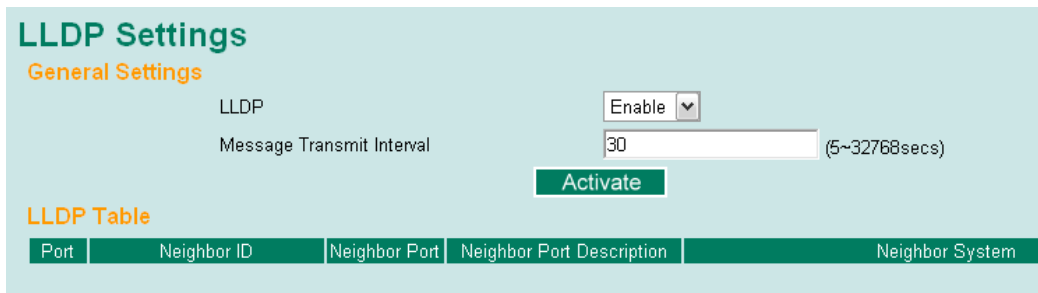 LLDP Settings
General Settings
LLDP Enable
Message Transmit Interval 30 (5~32768secs)
Activate
LLDP Table
Port Neighbor ID Neighbor Port Neighbor Port Description Neighbor System